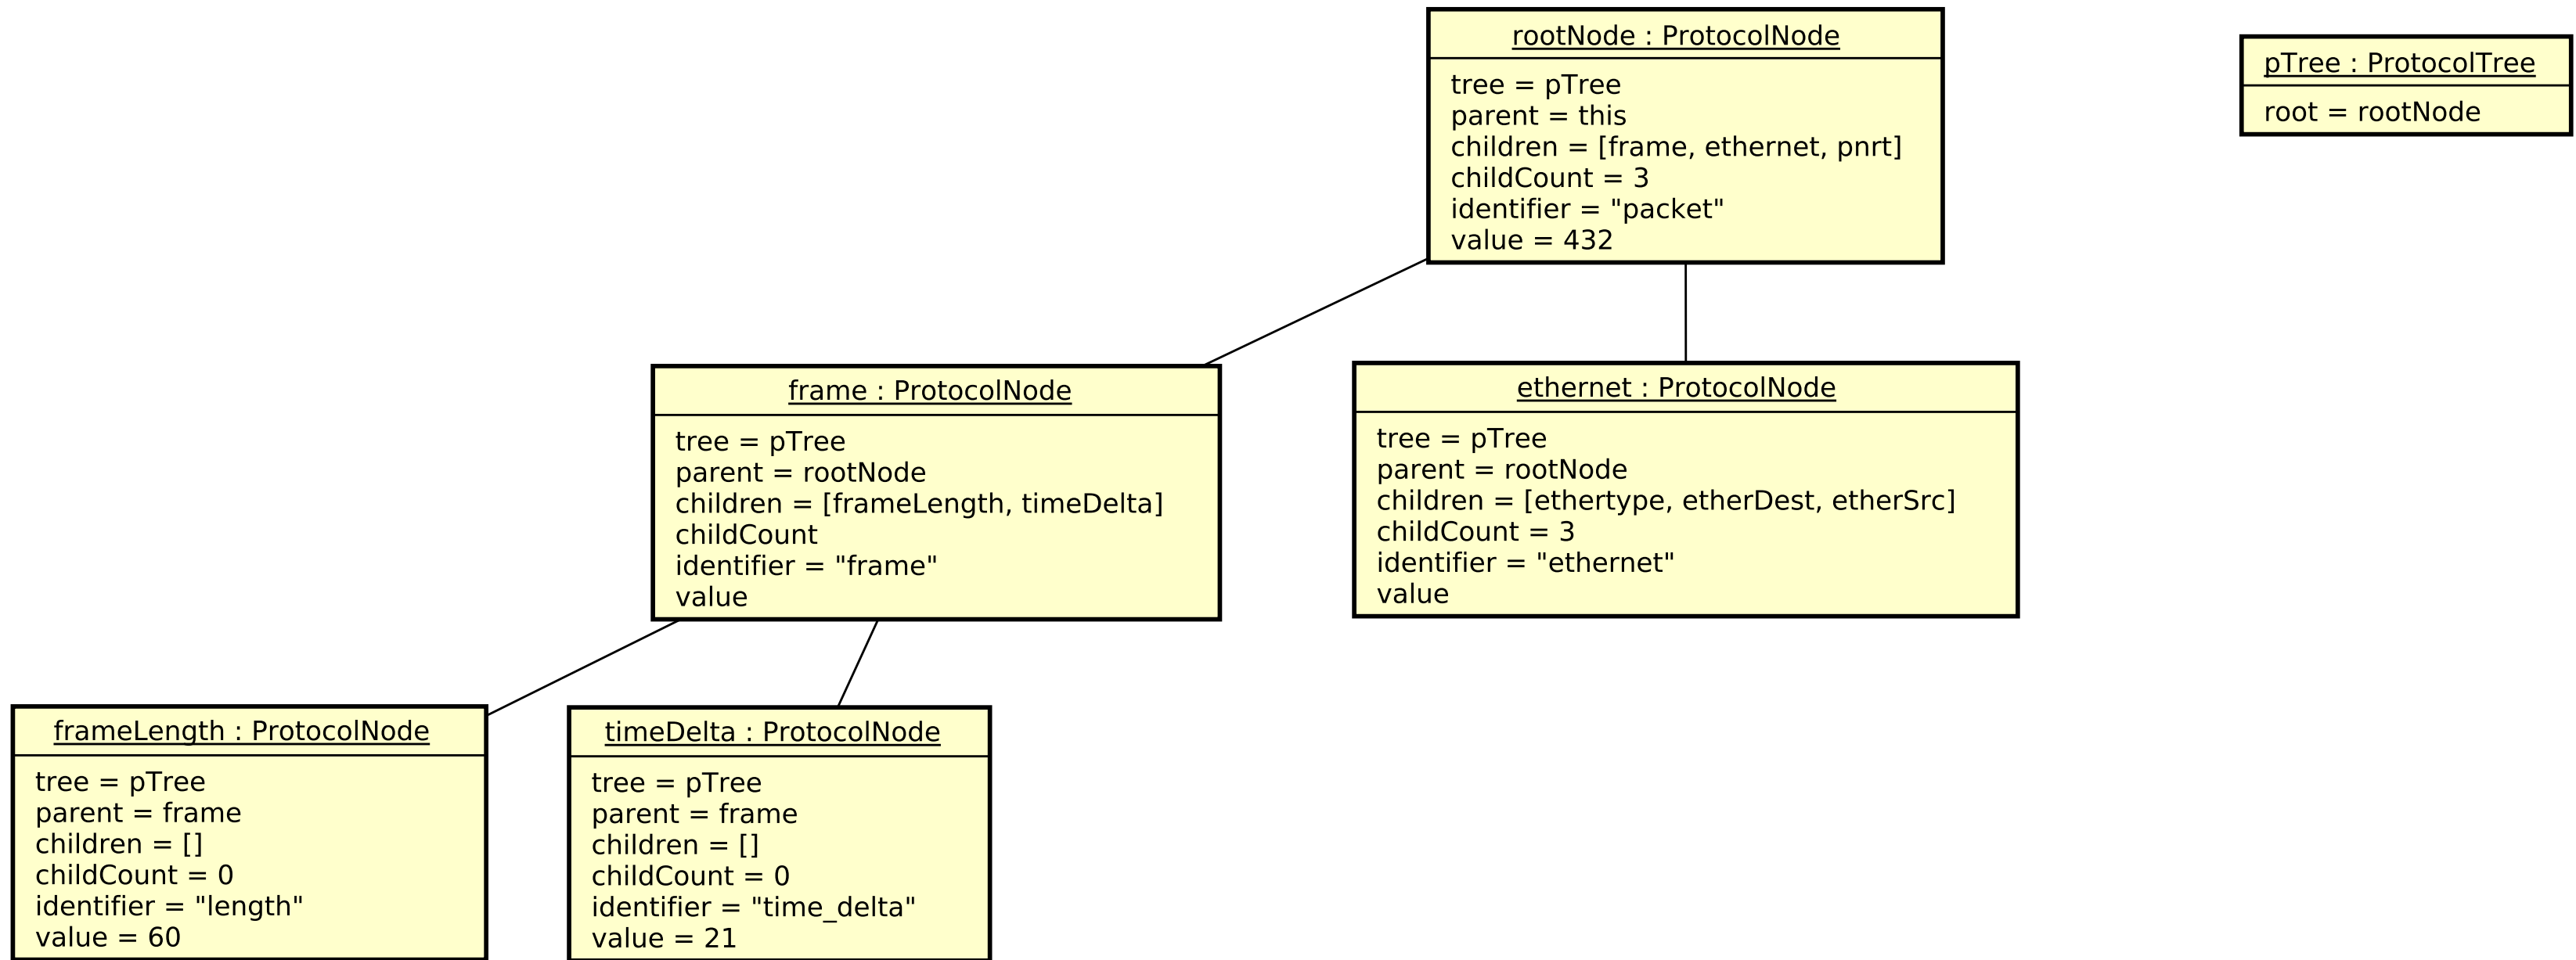 rootNode : ProtocolNode
tree = pTree
parent = this
children = [frame, ethernet, pnrt]
childCount = 3
identifier = "packet"
value = 432
pTree : ProtocolTree
root = rootNode
frame : ProtocolNode
tree = pTree
parent = rootNode
children = [frameLength, timeDelta]
childCount
identifier = "frame"
value
ethernet : ProtocolNode
tree = pTree
parent = rootNode
children = [ethertype, etherDest, etherSrc]
childCount = 3
identifier = "ethernet"
value
frameLength : ProtocolNode
tree = pTree
parent = frame
children = []
childCount = 0
identifier = "length"
value = 60
timeDelta : ProtocolNode
tree = pTree
parent = frame
children = []
childCount = 0
identifier = "time_delta"
value = 21